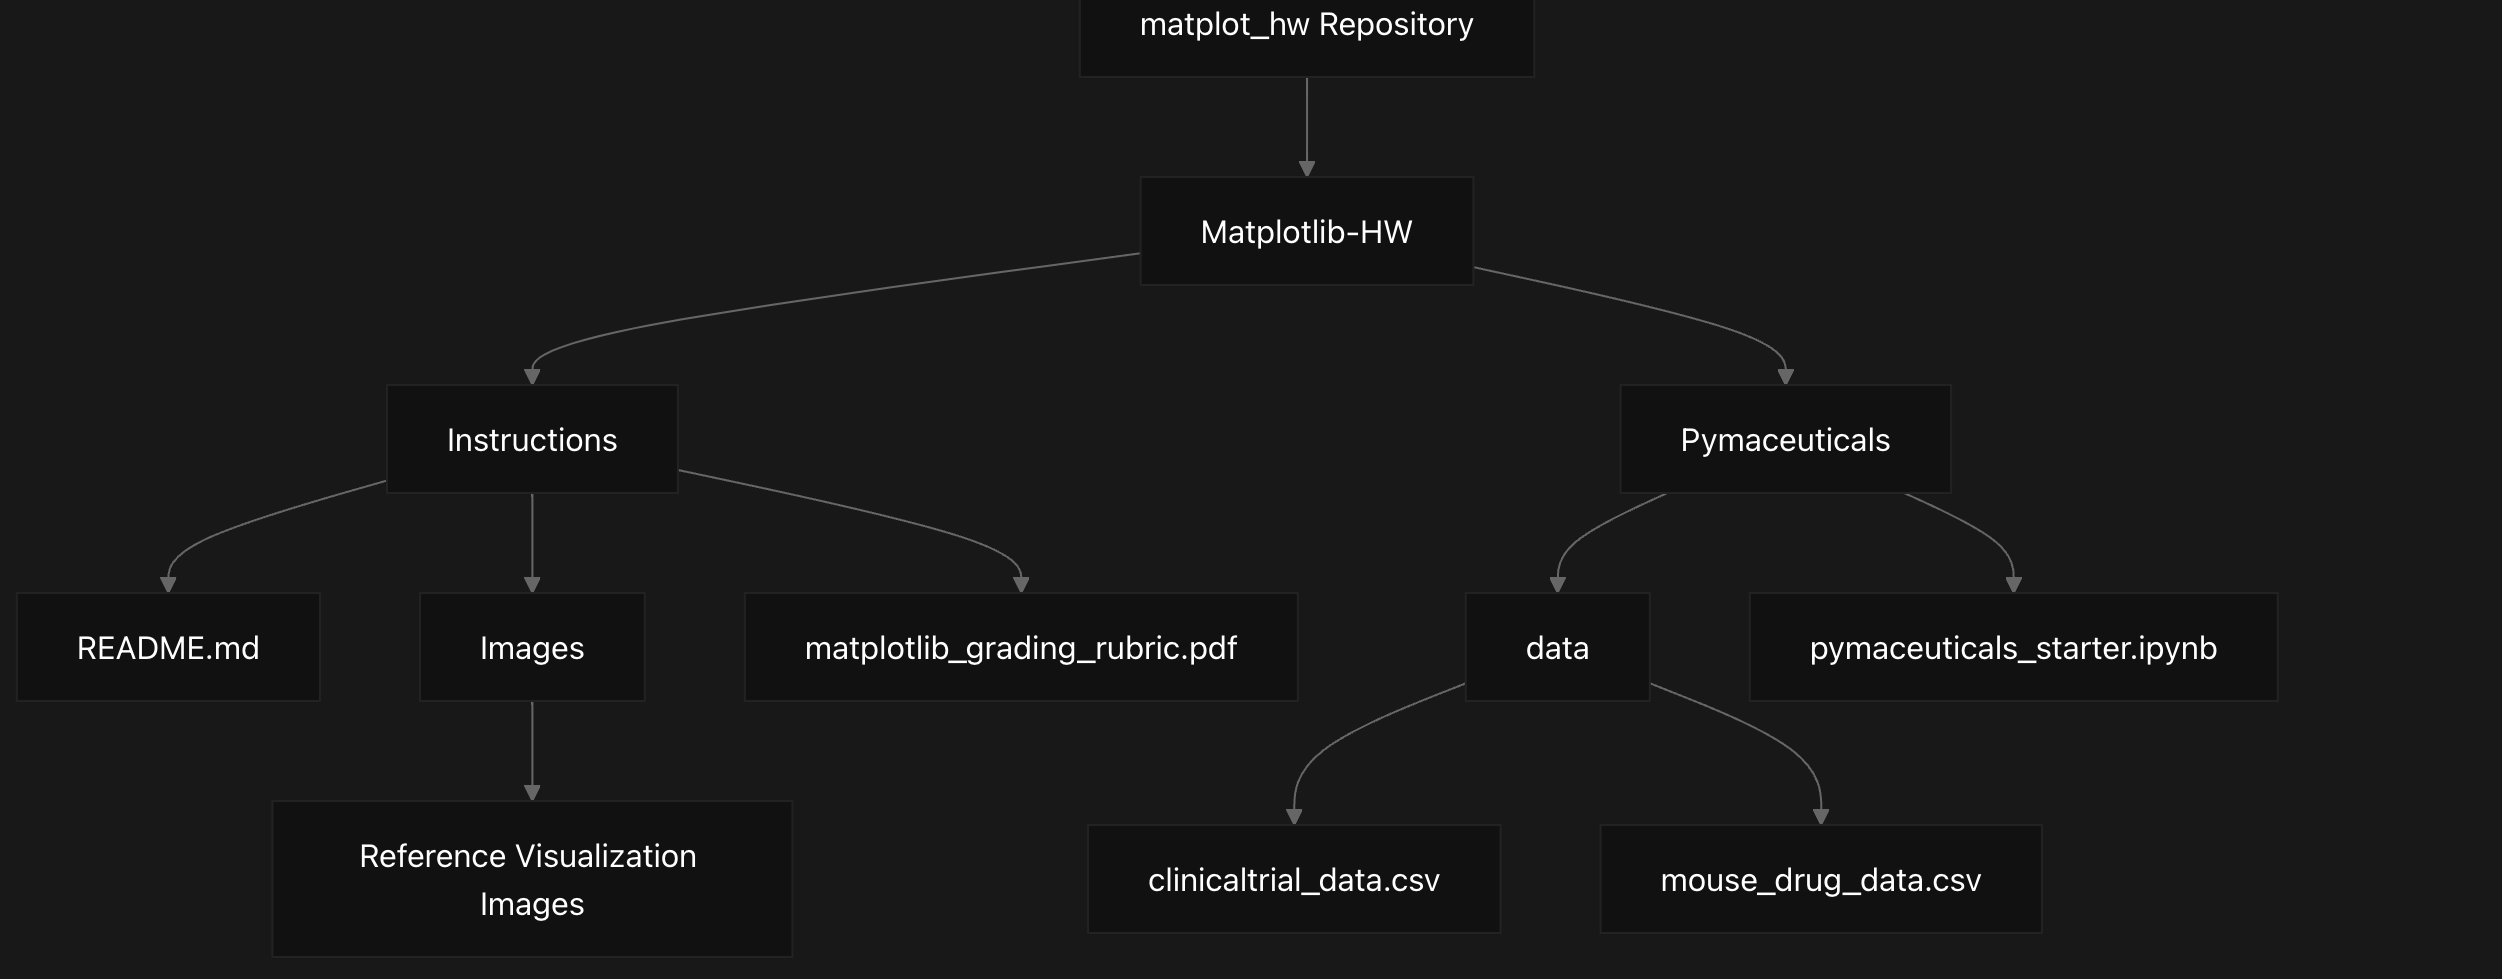 matplot_hw Repository
Matplotlib-HW
Instructions
Pymaceuticals
README.md
Images
matplotlib_grading_rubric.pdf
data
pymaceuticals_starter.ipynb
Reference Visualization
Images
clinicaltrial_data.csv
mouse_drug_data.csv